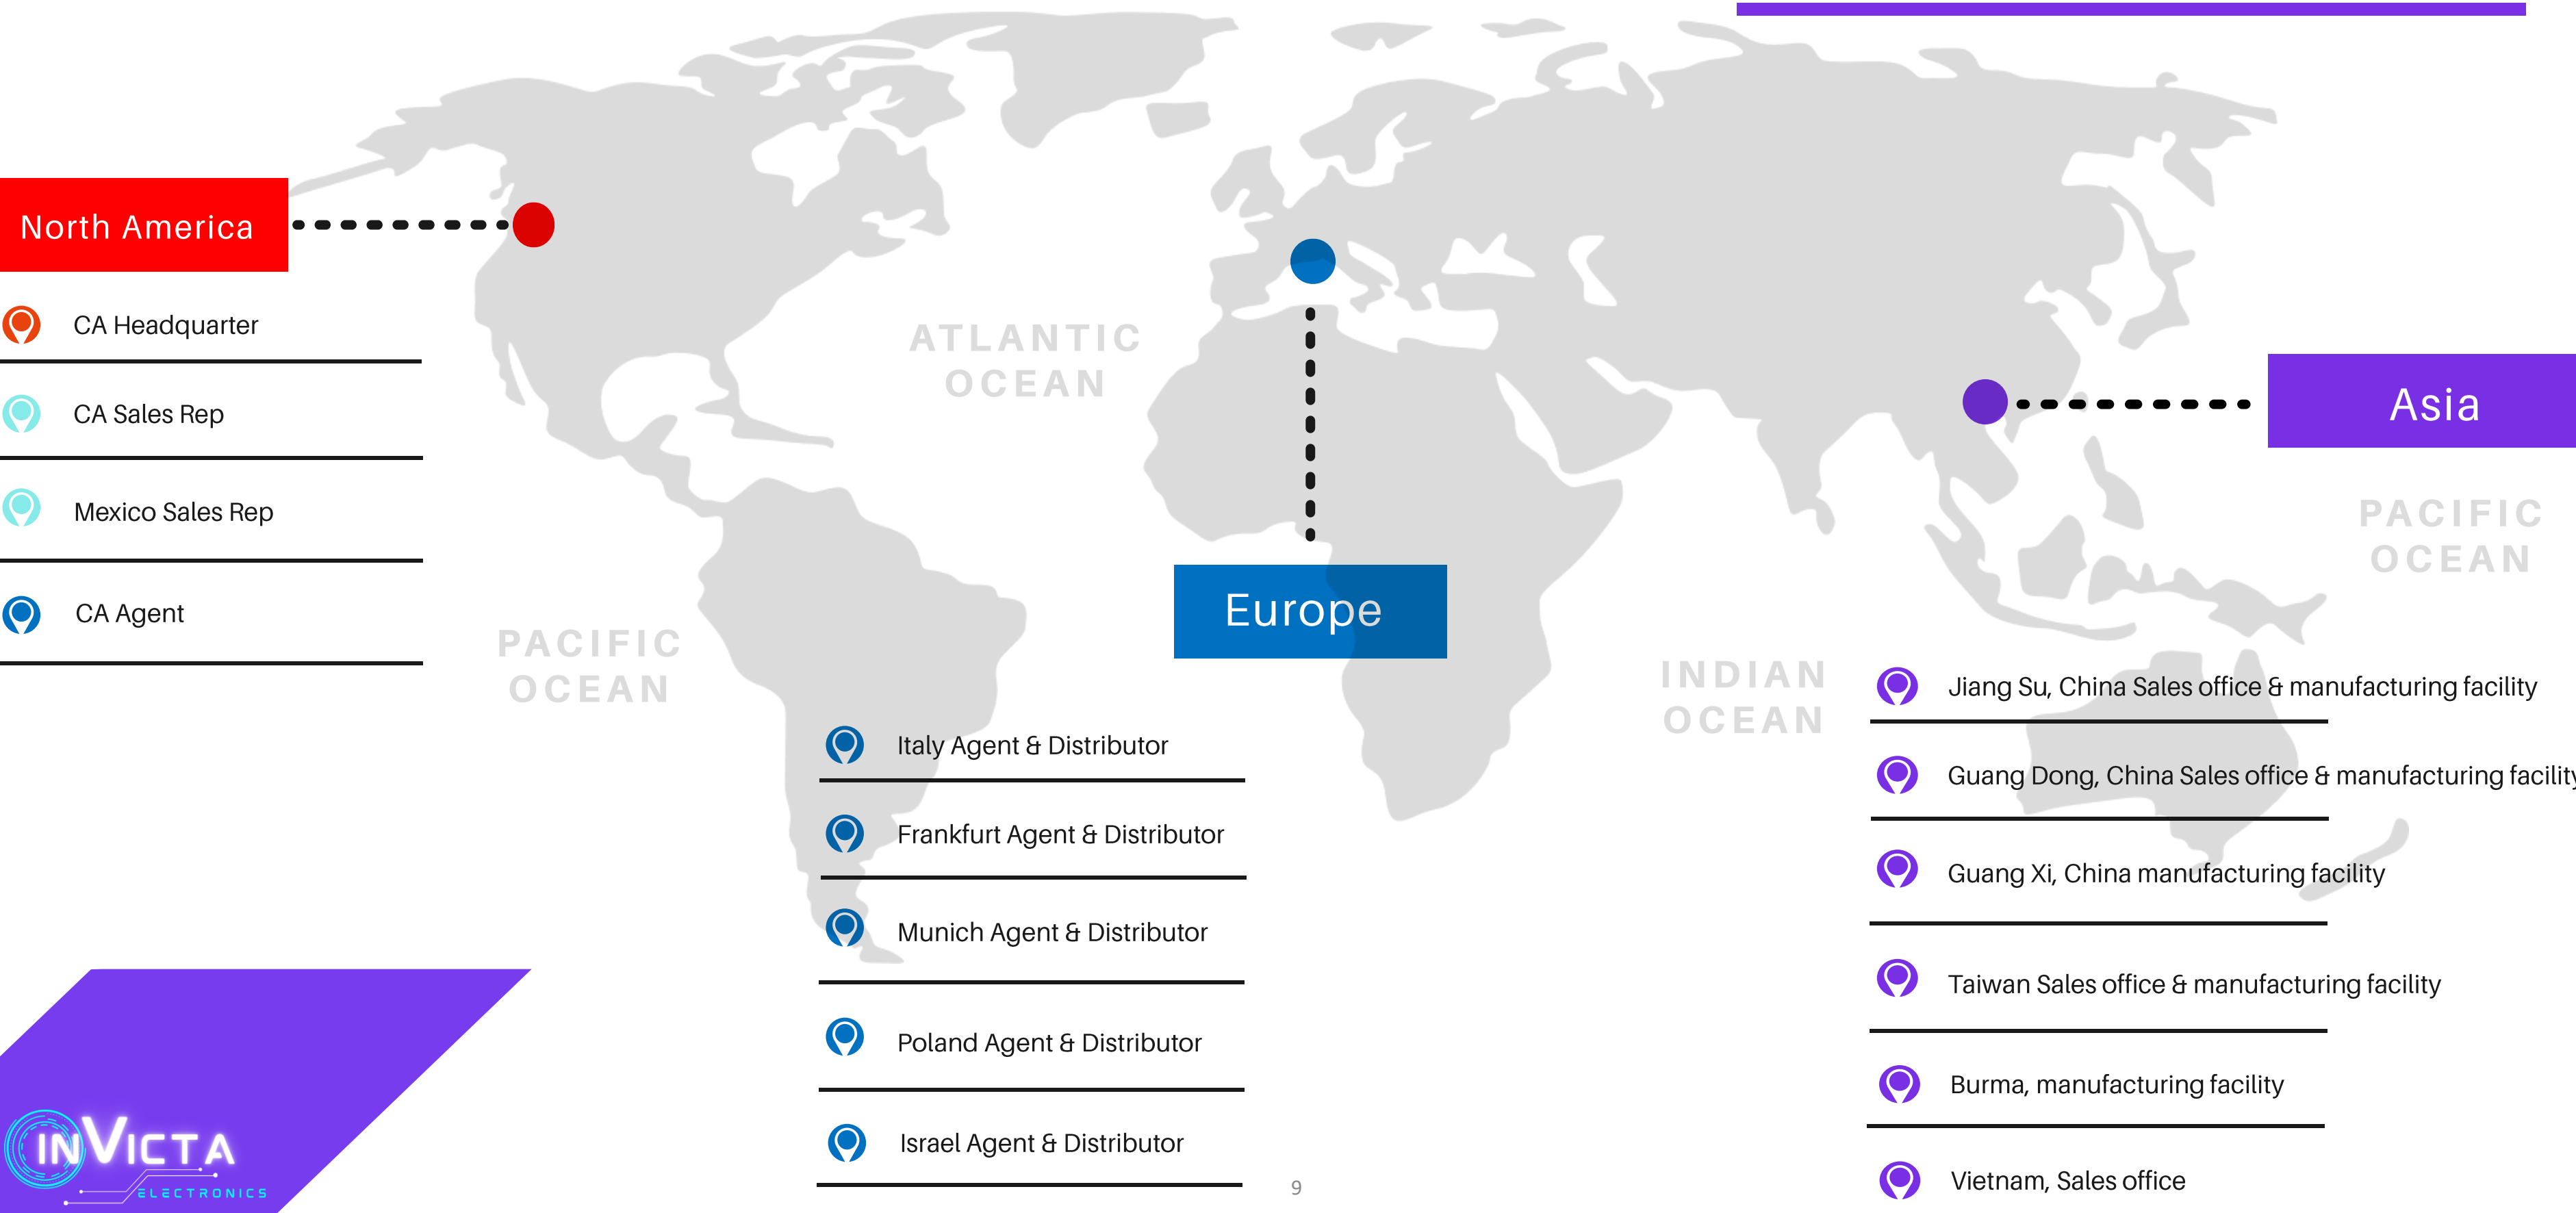 North America
CA Headquarter
CA Sales Rep
Mexico Sales Rep
CA Agent
ATLANTIC
OCEAN
PACIFIC
OCEAN
Europe
Italy Agent & Distributor
Frankfurt Agent & Distributor
Munich Agent & Distributor
Poland Agent & Distributor
Israel Agent & Distributor
INDIAN
OCEAN
Asia
PACIFIC
OCEAN
Jiang Su, China Sales office & manufacturing facility
Guang Dong, China Sales office & manufacturing facility
Guang Xi, China manufacturing facility
Taiwan Sales office & manufacturing facility
Burma, manufacturing facility
Vietnam, Sales office
INVICTA
ELECTRONICS
9